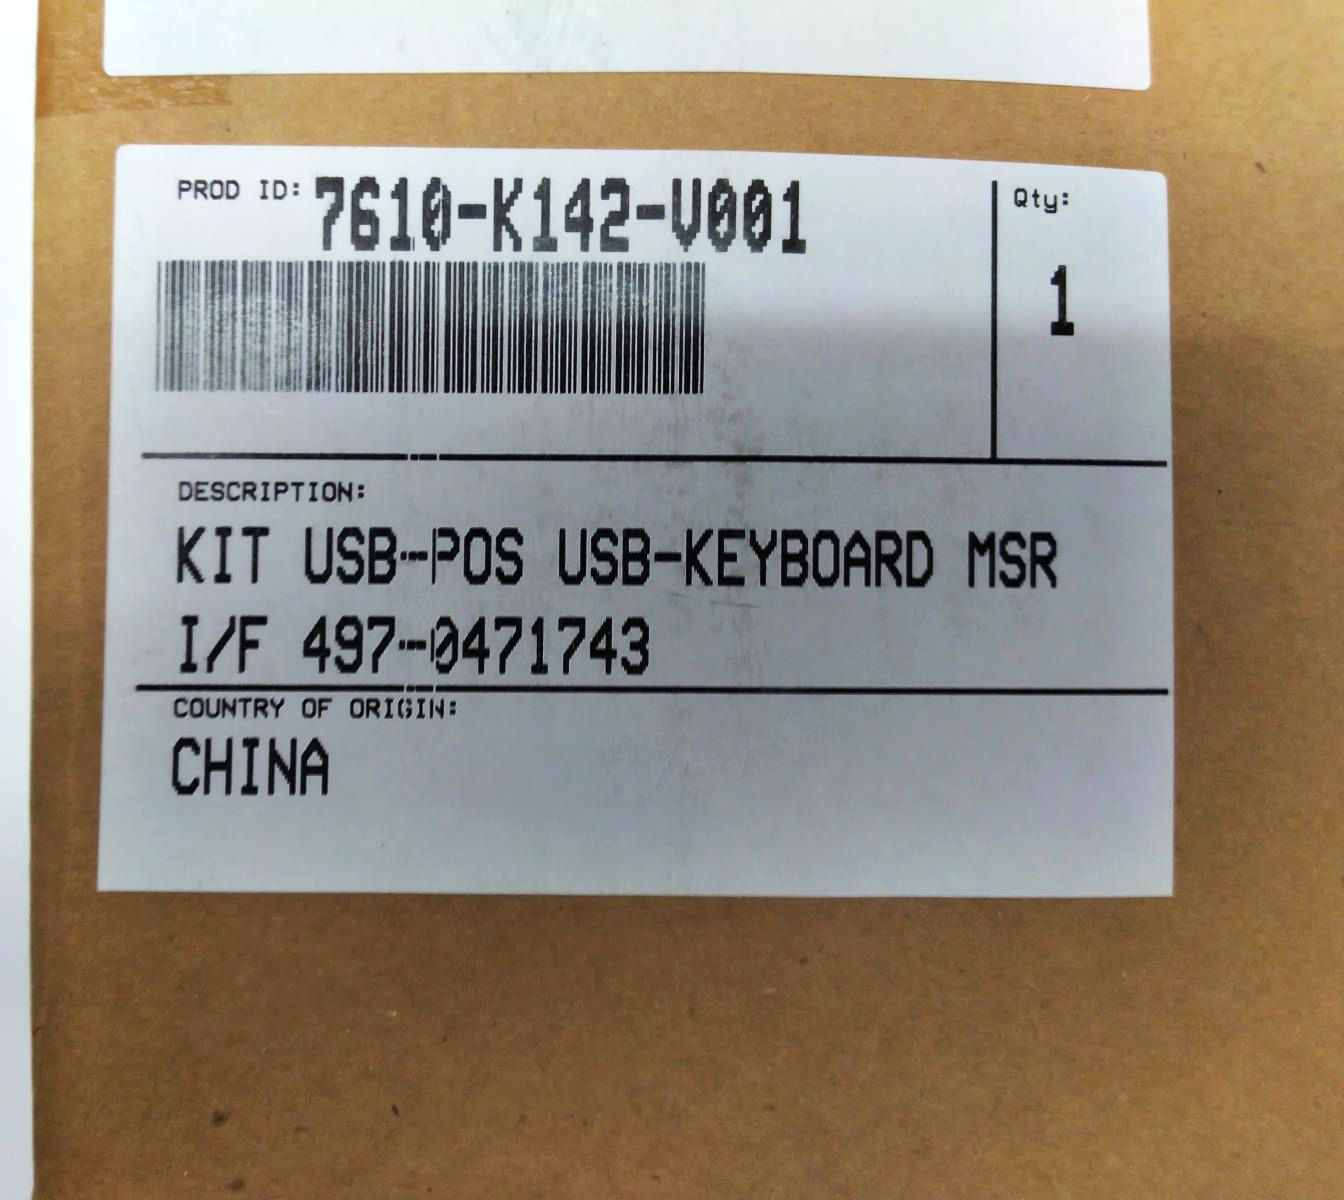 PROD ID: 7610-K142-V001
Qty:
1
DESCRIPTION:
KIT USB-POS USB-KEYBOARD MSR
I/F 497-0471743
COUNTRY OF ORIGIN:
CHINA